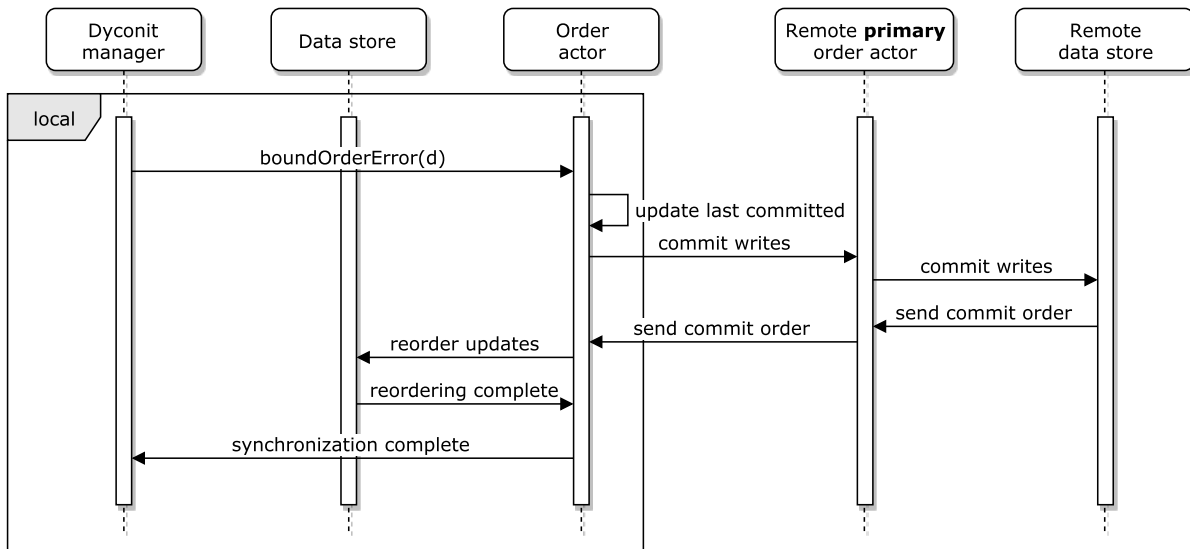 Dyconit
manager
Data store
Order
actor
Remote primary
order actor
Remote
data store
local
boundOrderError(d)
update last committed
commit writes
commit writes
send commit order
send commit order
reorder updates
reordering complete
synchronization complete